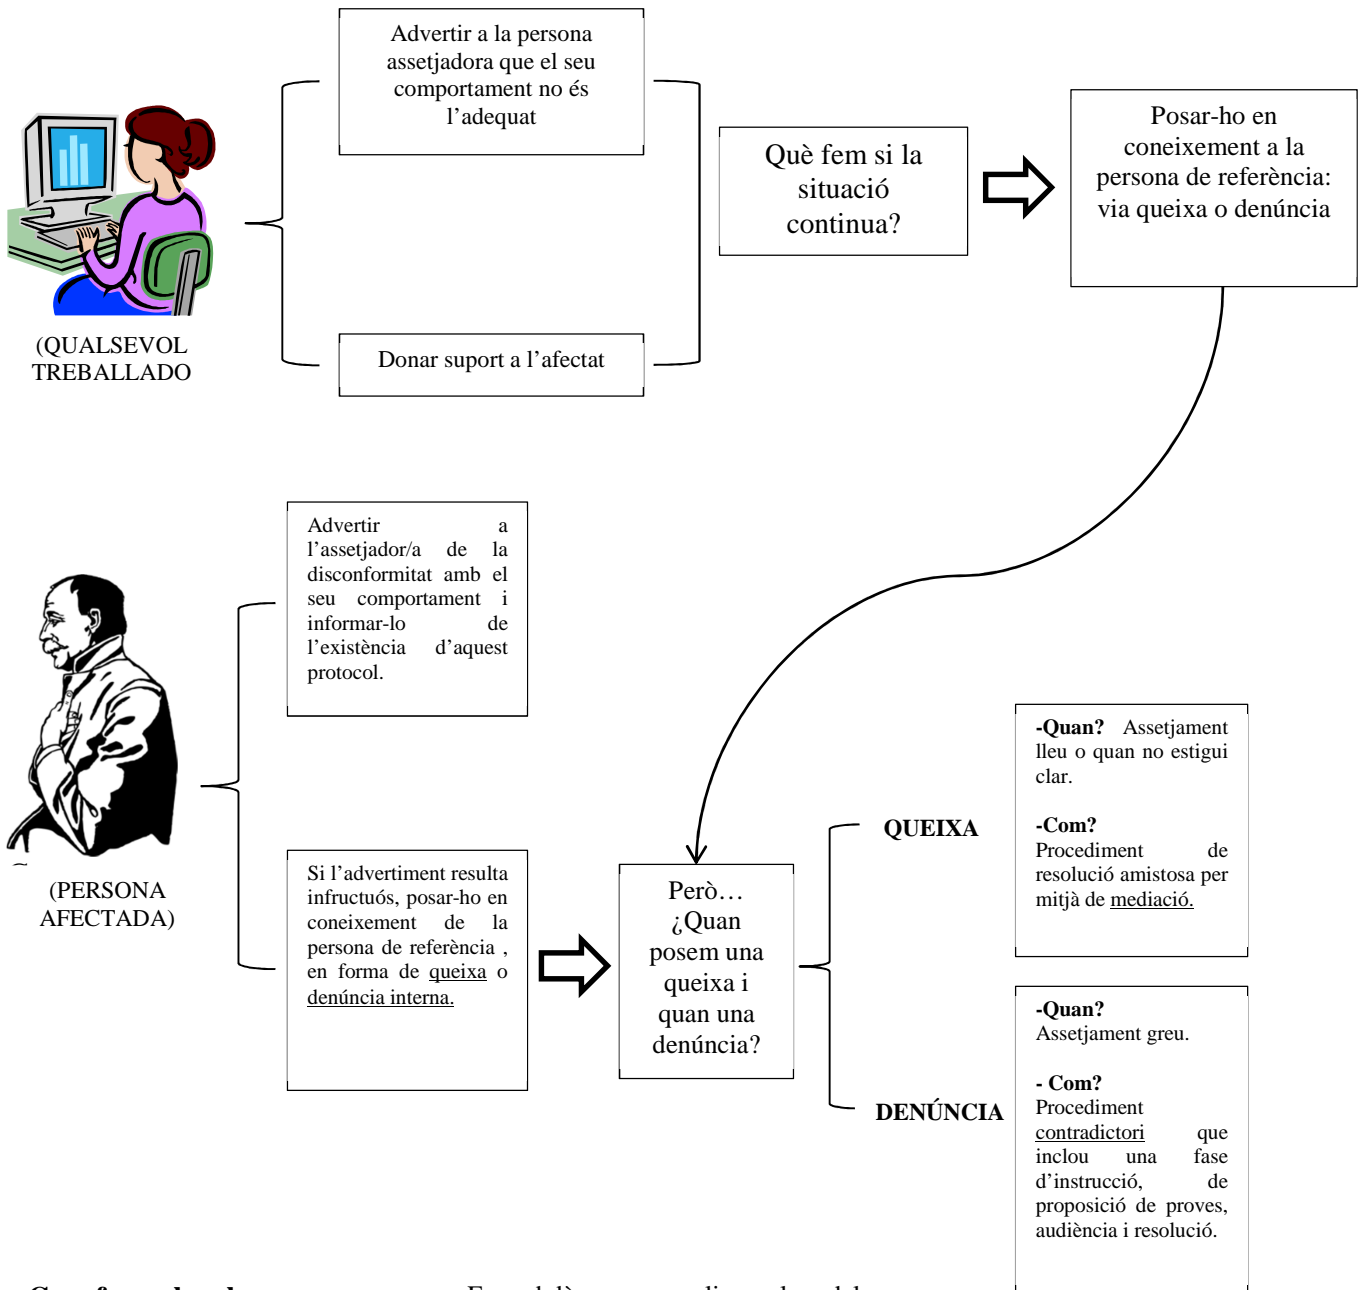 Advertir a la persona
assetjadora que el seu
comportament no és
l’adequat
Què fem si la
situació
continua?
Posar-ho en
coneixement a la
persona de referència:
via queixa o denúncia
(QUALSEVOL
TREBALLADO
Donar suport a l’afectat
Advertir a
l’assetjador/a de la
disconformitat amb el
seu comportament i
informar-lo de
l’existència d’aquest
protocol.
(PERSONA
AFECTADA)
Si l’advertiment resulta
infructuós, posar-ho en
coneixement de la
persona de referència ,
en forma de queixa o
denúncia interna.
Però…
¿Quan
posem una
queixa i
quan una
denúncia?
QUEIXA
-Quan? Assetjament
lleu o quan no estigui
clar.
-Com?
Procediment de
resolució amistosa per
mitjà de mediació.
DENÚNCIA
-Quan?
Assetjament greu.
- Com?
Procediment
contradictori que
inclou una fase
d’instrucció, de
proposició de proves,
audiència i resolució.